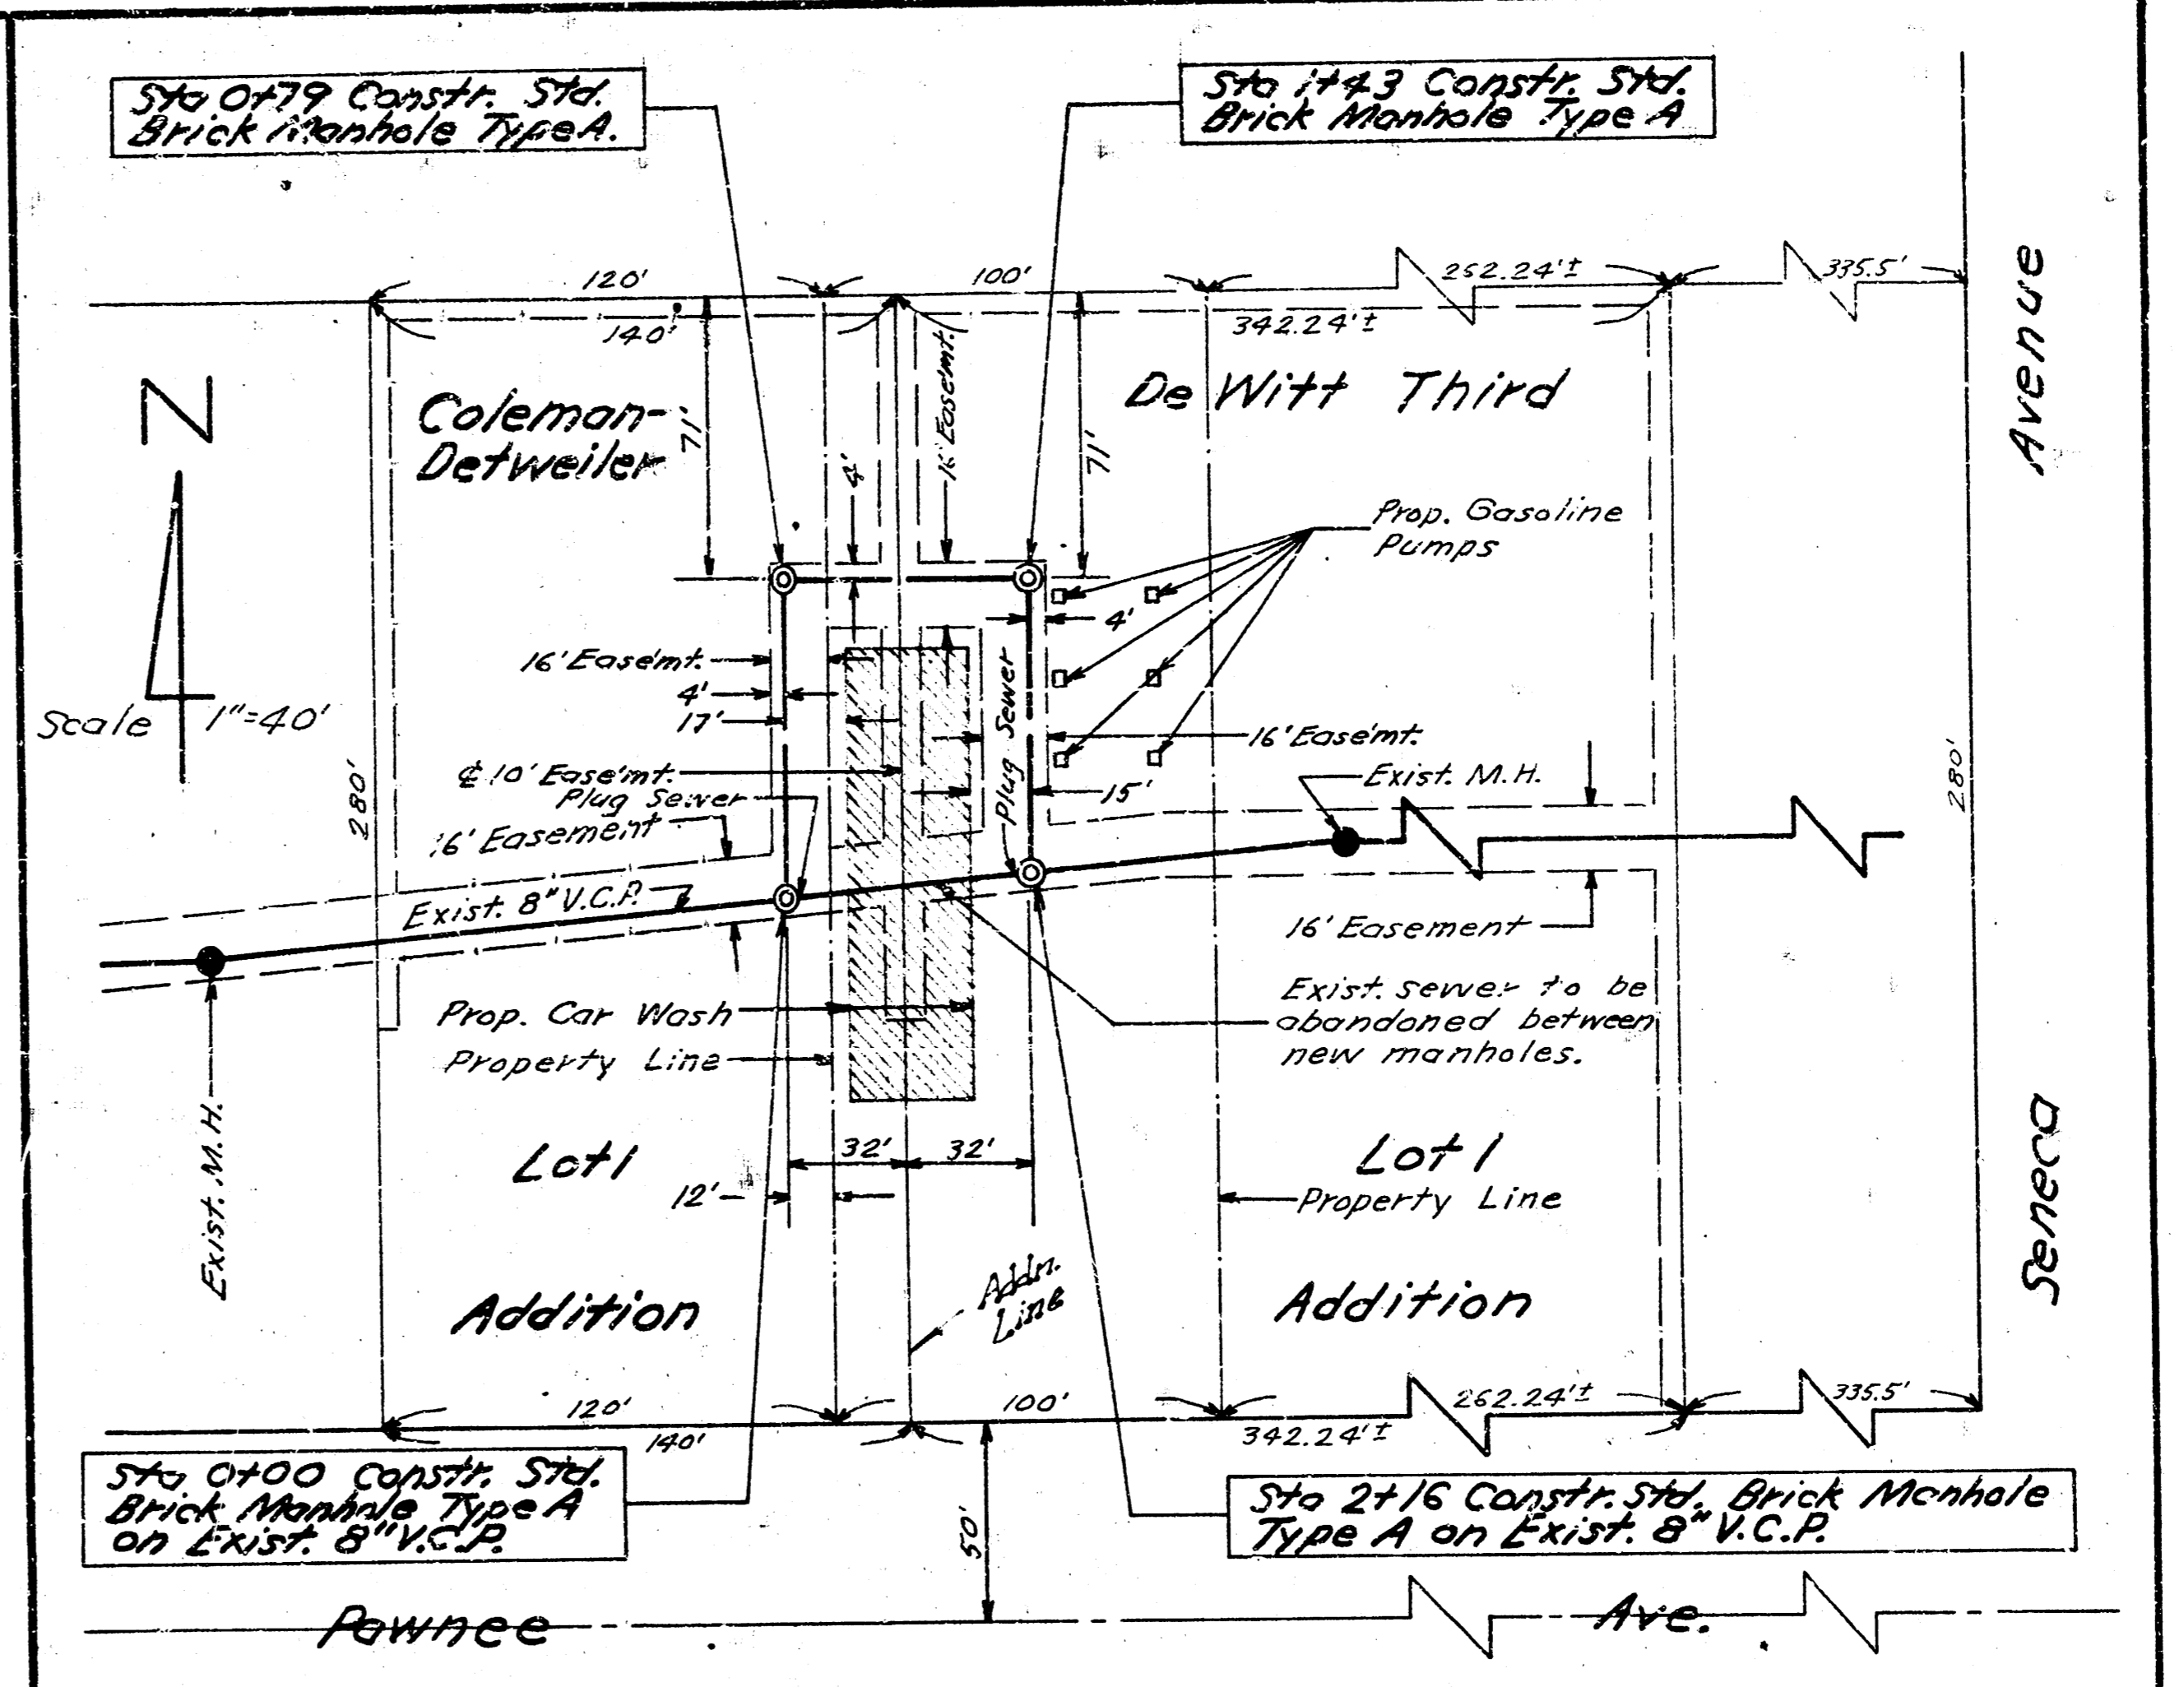 Sta 0+79 Constr. Std.
Brick Manhole Type A.
Sta 1+43 Constr. Std.
Brick Manhole Type A
120'
100'
262.24'±
335.5'
140'
342.24'±
N
Coleman-
Detweiler
71'
4'
16' Ease'mt.
71'
De Witt Third
Avenue
Prop. Gasoline
Pumps
4'
16' Ease'mt.
4'
17'
Scale 1"=40'
Plug Sewer
16' Ease'mt.
15'
Exist. M.H.
℄ 10' Ease'mt.
Plug Sewer
16' Easement
280'
280'
Exist. 8" V.C.P.
16' Easement
Exist. sewer to be
abandoned between
new manholes.
Prop. Car Wash
Property Line
Exist. M.H.
Lot 1
32'
32'
12'
Lot 1
Property Line
Seneca
Addition
Addn.
Line
Addition
120'
100'
262.24'±
335.5'
140'
342.24'±
Sta 0+00 Constr. Std.
Brick Manhole Type A
on Exist. 8" V.C.P.
50'
Sta 2+16 Constr. Std. Brick Manhole
Type A on Exist. 8" V.C.P.
Pawnee Ave.